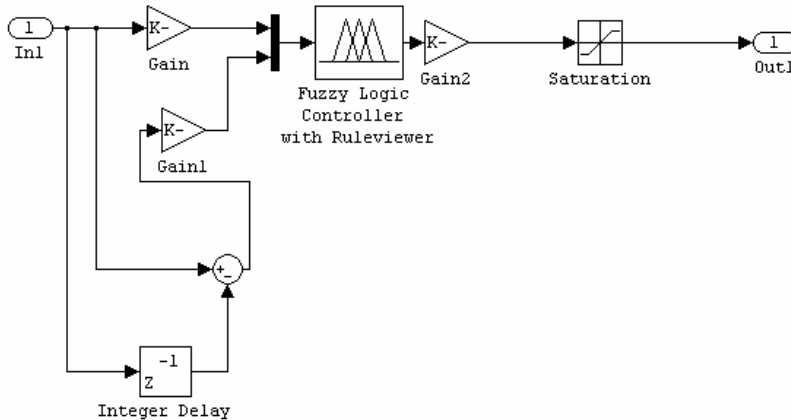 1
In1
K-
Gain
K-
Gain1
Fuzzy Logic
Controller
with Ruleviewer
K-
Gain2
Saturation
1
Out1
+
-
-1
Z
Integer Delay